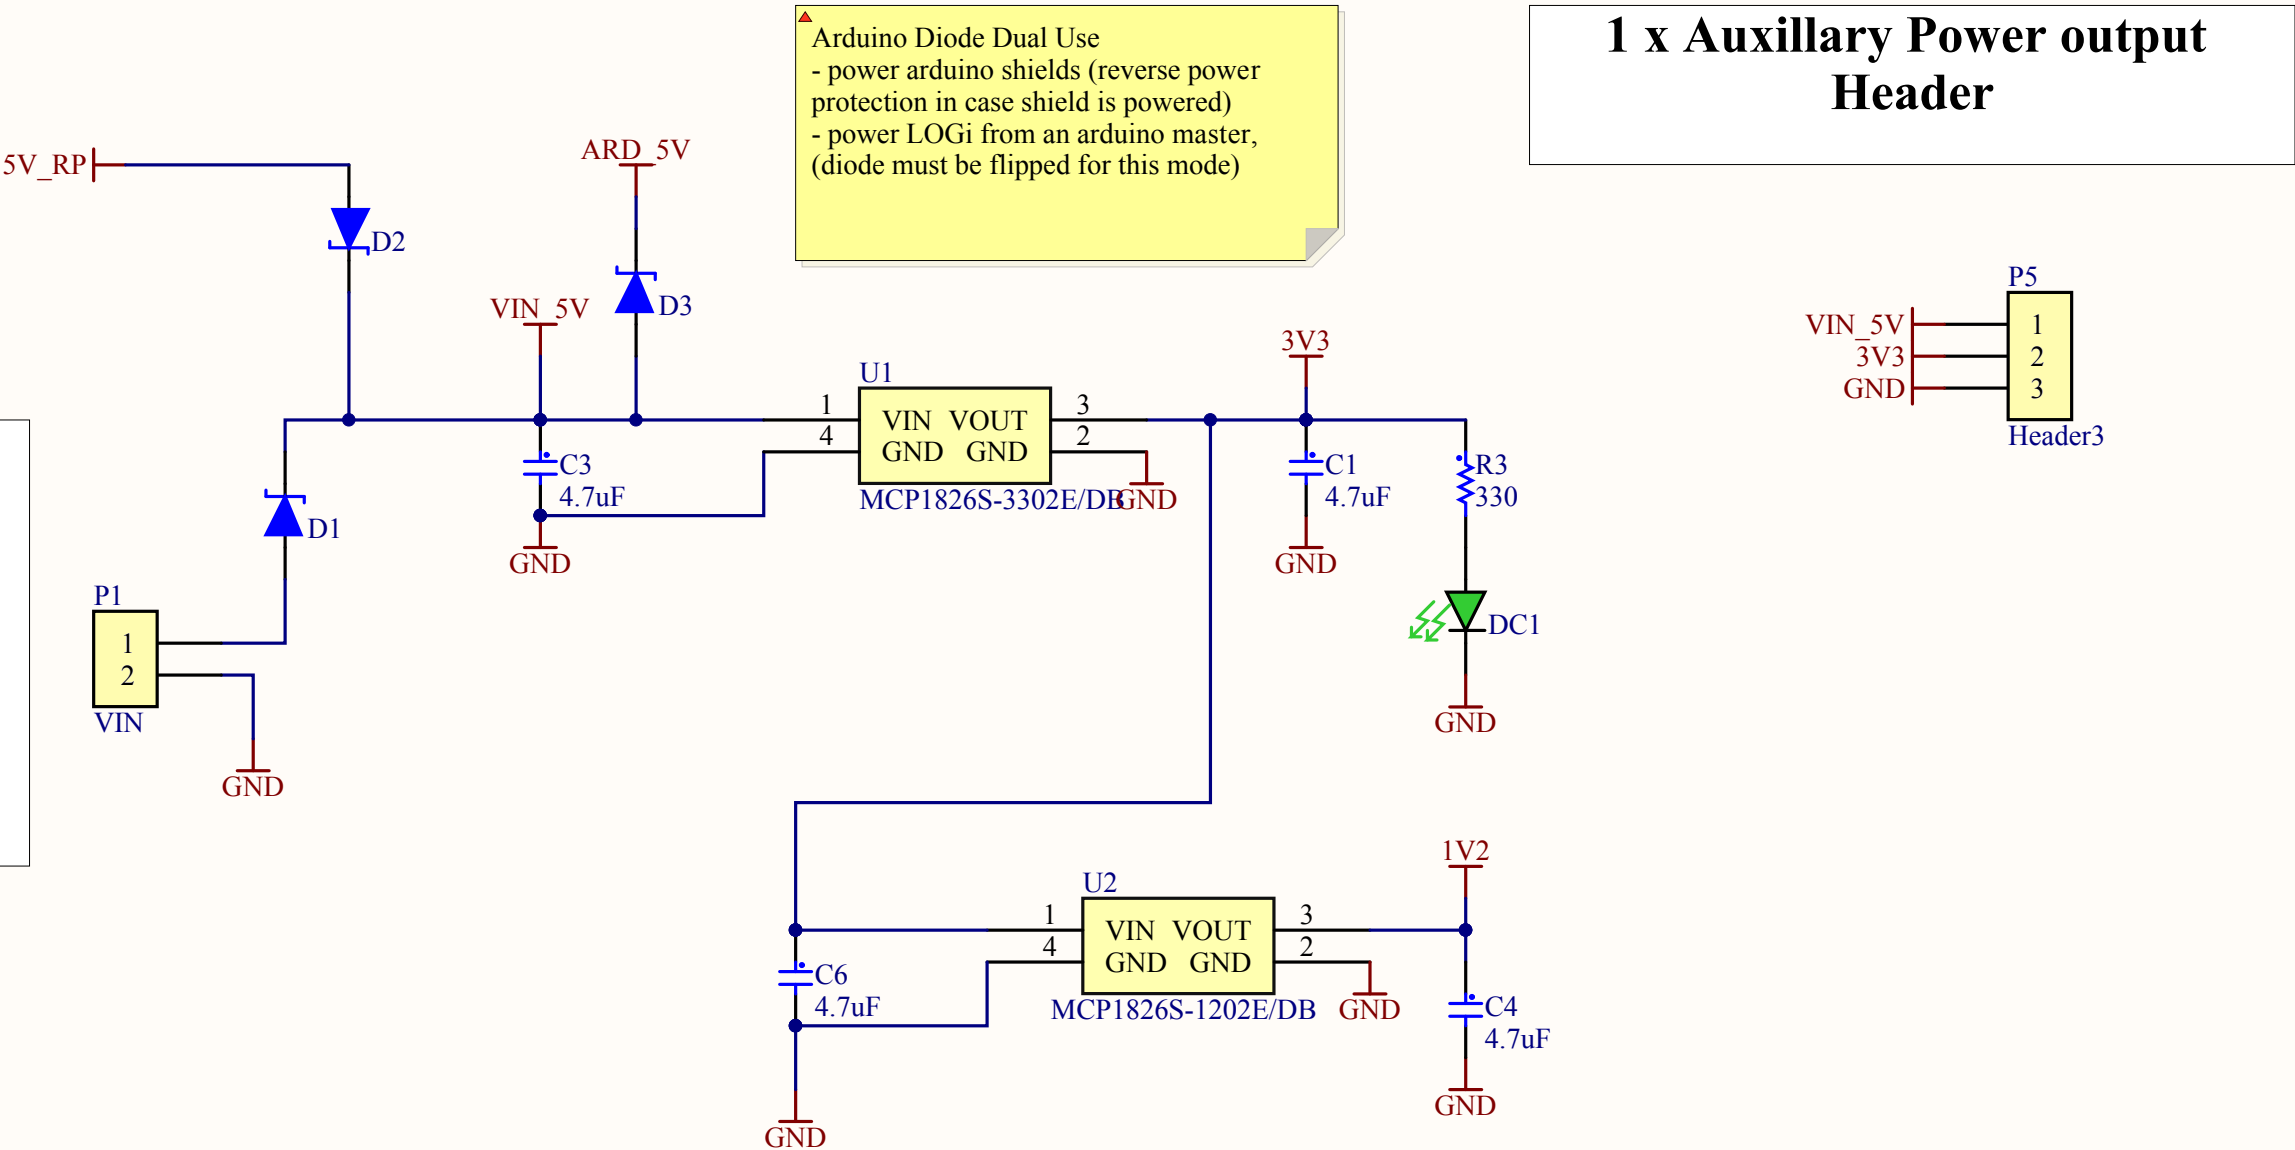 Arduino Diode Dual Use
- power arduino shields (reverse power
protection in case shield is powered)
- power LOGi from an arduino master,
(diode must be flipped for this mode)
1 x Auxillary Power output
Header
5V_RP
D2
ARD_5V
D3
VIN_5V
U1
1
4
VIN VOUT
GND GND
3
2
MCP1826S-3302E/DB
GND
C3
4.7uF
GND
D1
P1
1
2
VIN
GND
3V3
C1
4.7uF
GND
R3
330
DC1
GND
P5
VIN_5V
3V3
GND
1
2
3
Header3
U2
1
4
VIN VOUT
GND GND
3
2
MCP1826S-1202E/DB
GND
C6
4.7uF
GND
1V2
C4
4.7uF
GND